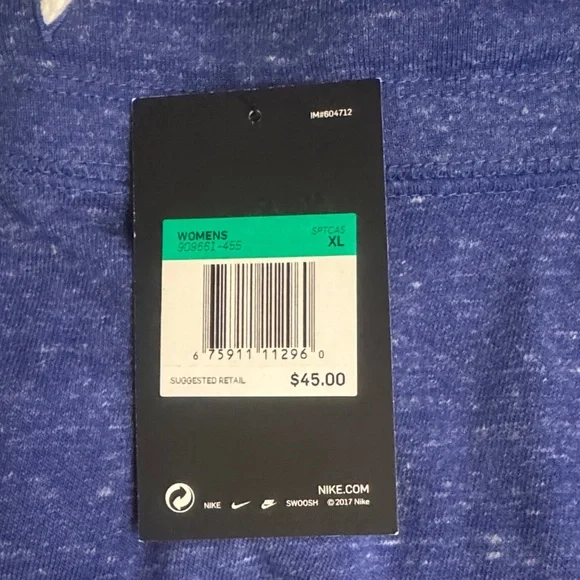 IM#604712
WOMENS SPTCAS
909551-455 XL
6 75911 11296 0
SUGGESTED RETAIL $45.00
NIKE.COM
NIKE SWOOSH © 2017 Nike